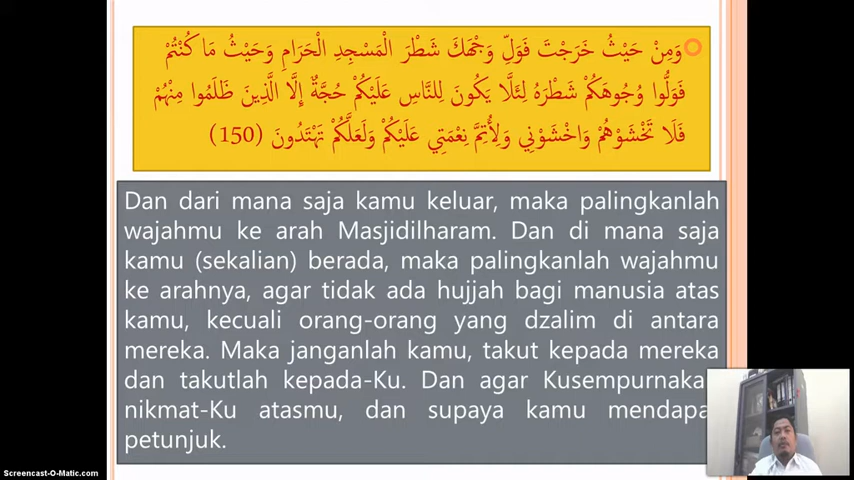 وَمِنْ حَيْثُ خَرَجْتَ فَوَلِّ وَجْهَكَ شَطْرَ الْمَسْجِدِ الْحَرَامِ وَحَيْثُ مَا كُنْتُمْ
فَوَلُّوا وُجُوهَكُمْ شَطْرَهُ لِئَلَّا يَكُونَ لِلنَّاسِ عَلَيْكُمْ حُجَّةٌ إِلَّا الَّذِينَ ظَلَمُوا مِنْهُمْ
فَلَا تَخْشَوْهُمْ وَاخْشَوْنِي وَلِأُتِمَّ نِعْمَتِي عَلَيْكُمْ وَلَعَلَّكُمْ تَهْتَدُونَ (150)
Dan dari mana saja kamu keluar, maka palingkanlah
wajahmu ke arah Masjidilharam. Dan di mana saja
kamu (sekalian) berada, maka palingkanlah wajahmu
ke arahnya, agar tidak ada hujjah bagi manusia atas
kamu, kecuali orang-orang yang dzalim di antara
mereka. Maka janganlah kamu, takut kepada mereka
dan takutlah kepada-Ku. Dan agar Kusempurnaka
nikmat-Ku atasmu, dan supaya kamu mendapa
petunjuk.
Screencast-O-Matic.com